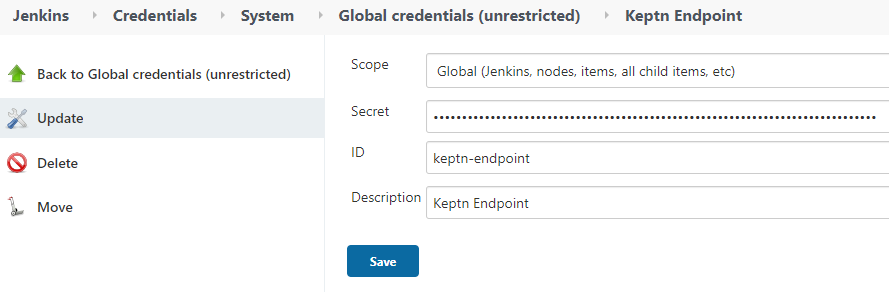 Jenkins Credentials System Global credentials (unrestricted) Keptn Endpoint
Back to Global credentials (unrestricted)
Update
Delete
Move
Scope Global (Jenkins, nodes, items, all child items, etc)
Secret
ID keptn-endpoint
Description Keptn Endpoint
Save